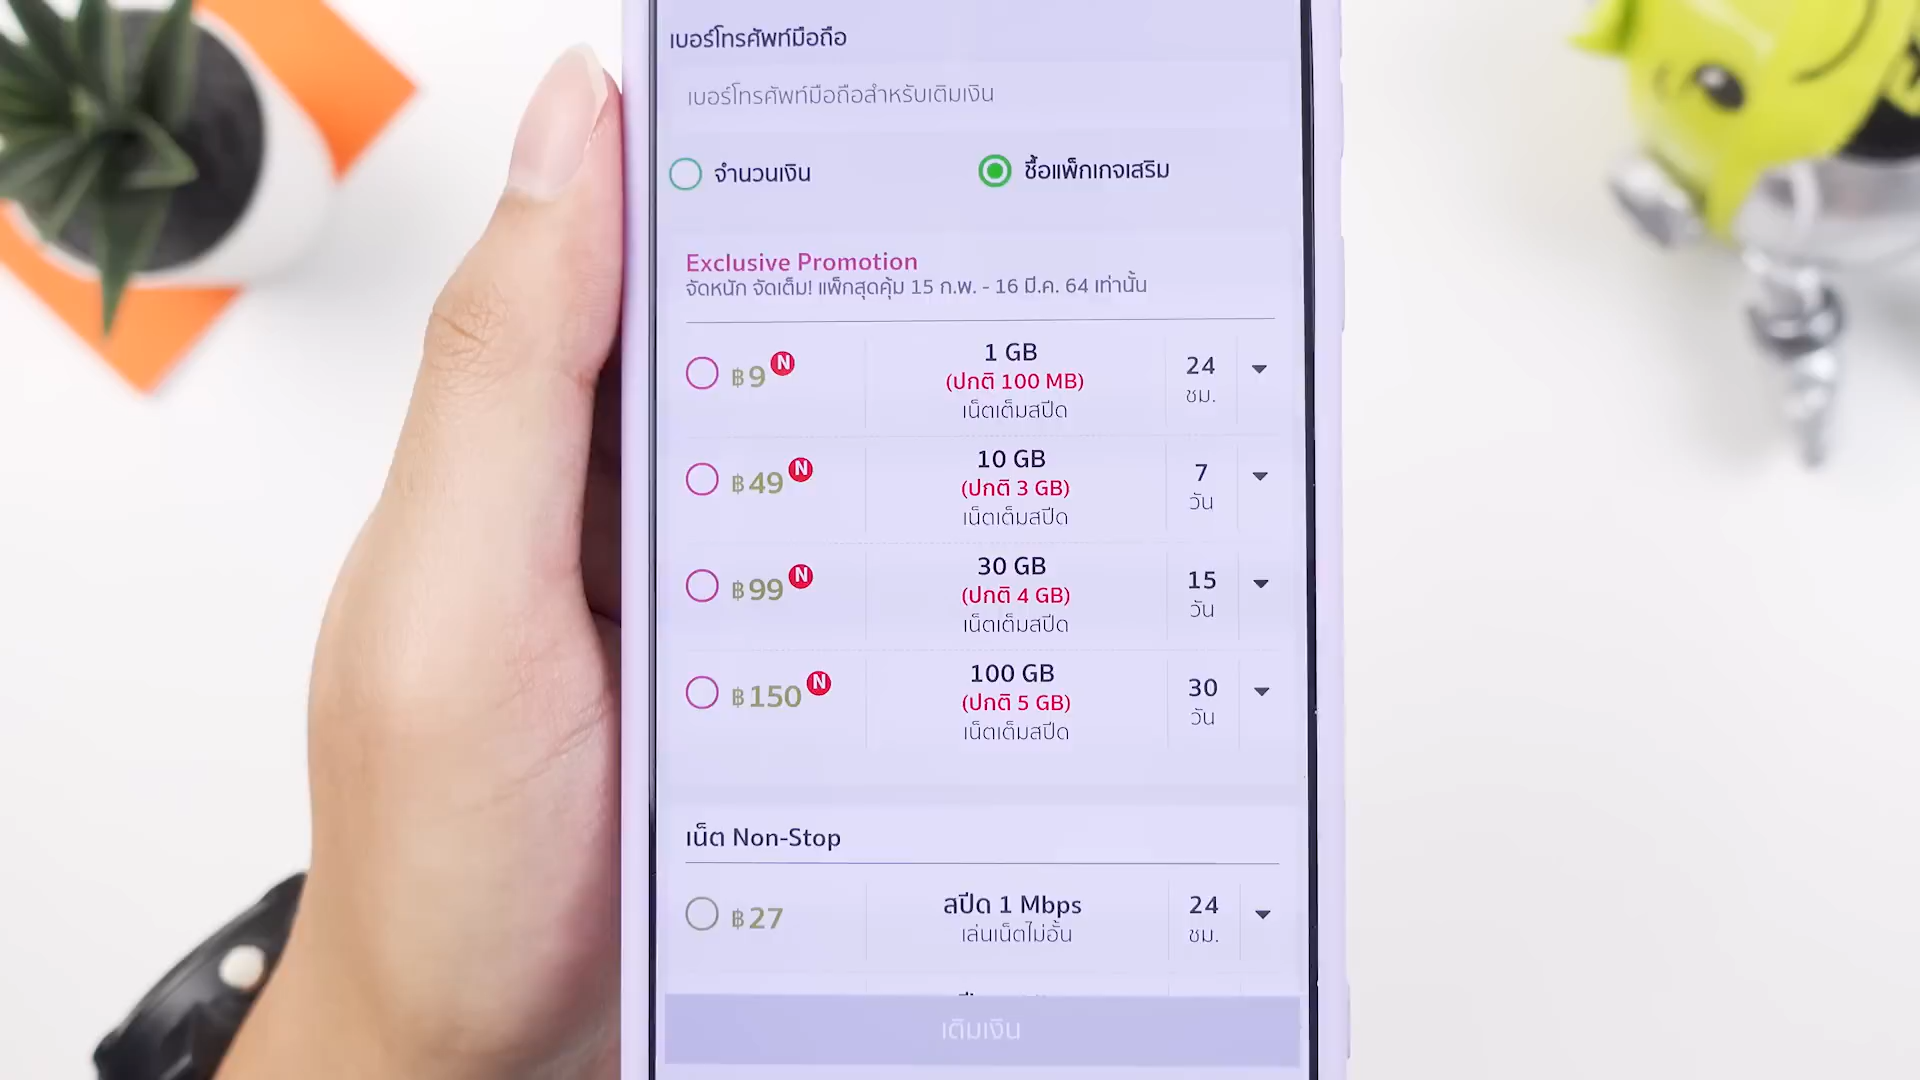 เบอร์โทรศัพท์มือถือ
เบอร์โทรศัพท์มือถือสำหรับเติมเงิน
จำนวนเงิน
ซื้อแพ็กเกจเสริม
Exclusive Promotion
จัดหนัก จัดเต็ม! แพ็กสุดคุ้ม 15 ก.พ. - 16 มี.ค. 64 เท่านั้น
฿9 N
1 GB
(ปกติ 100 MB)
เน็ตเต็มสปีด
24
ชม.
฿49 N
10 GB
(ปกติ 3 GB)
เน็ตเต็มสปีด
7
วัน
฿99 N
30 GB
(ปกติ 4 GB)
เน็ตเต็มสปีด
15
วัน
฿150 N
100 GB
(ปกติ 5 GB)
เน็ตเต็มสปีด
30
วัน
เน็ต Non-Stop
฿27
สปีด 1 Mbps
เล่นเน็ตไม่อั้น
24
ชม.
เติมเงิน